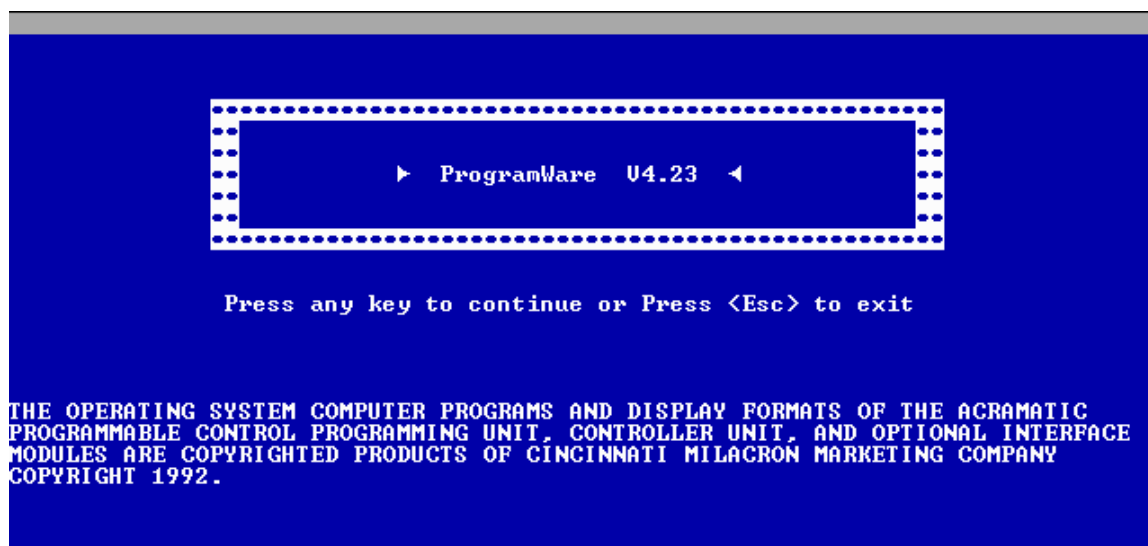 ProgramWare V4.23
Press any key to continue or Press <Esc> to exit
THE OPERATING SYSTEM COMPUTER PROGRAMS AND DISPLAY FORMATS OF THE ACRAMATIC
PROGRAMMABLE CONTROL PROGRAMMING UNIT, CONTROLLER UNIT, AND OPTIONAL INTERFACE
MODULES ARE COPYRIGHTED PRODUCTS OF CINCINNATI MILACRON MARKETING COMPANY
COPYRIGHT 1992.